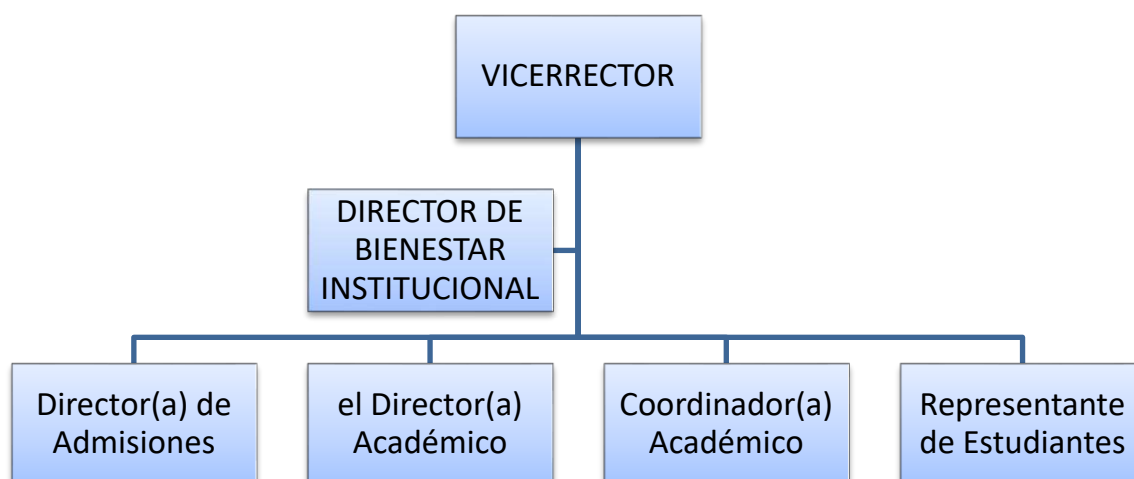 VICERRECTOR
DIRECTOR DE
BIENESTAR
INSTITUCIONAL
Director(a) de
Admisiones
el Director(a)
Académico
Coordinador(a)
Académico
Representante
de Estudiantes